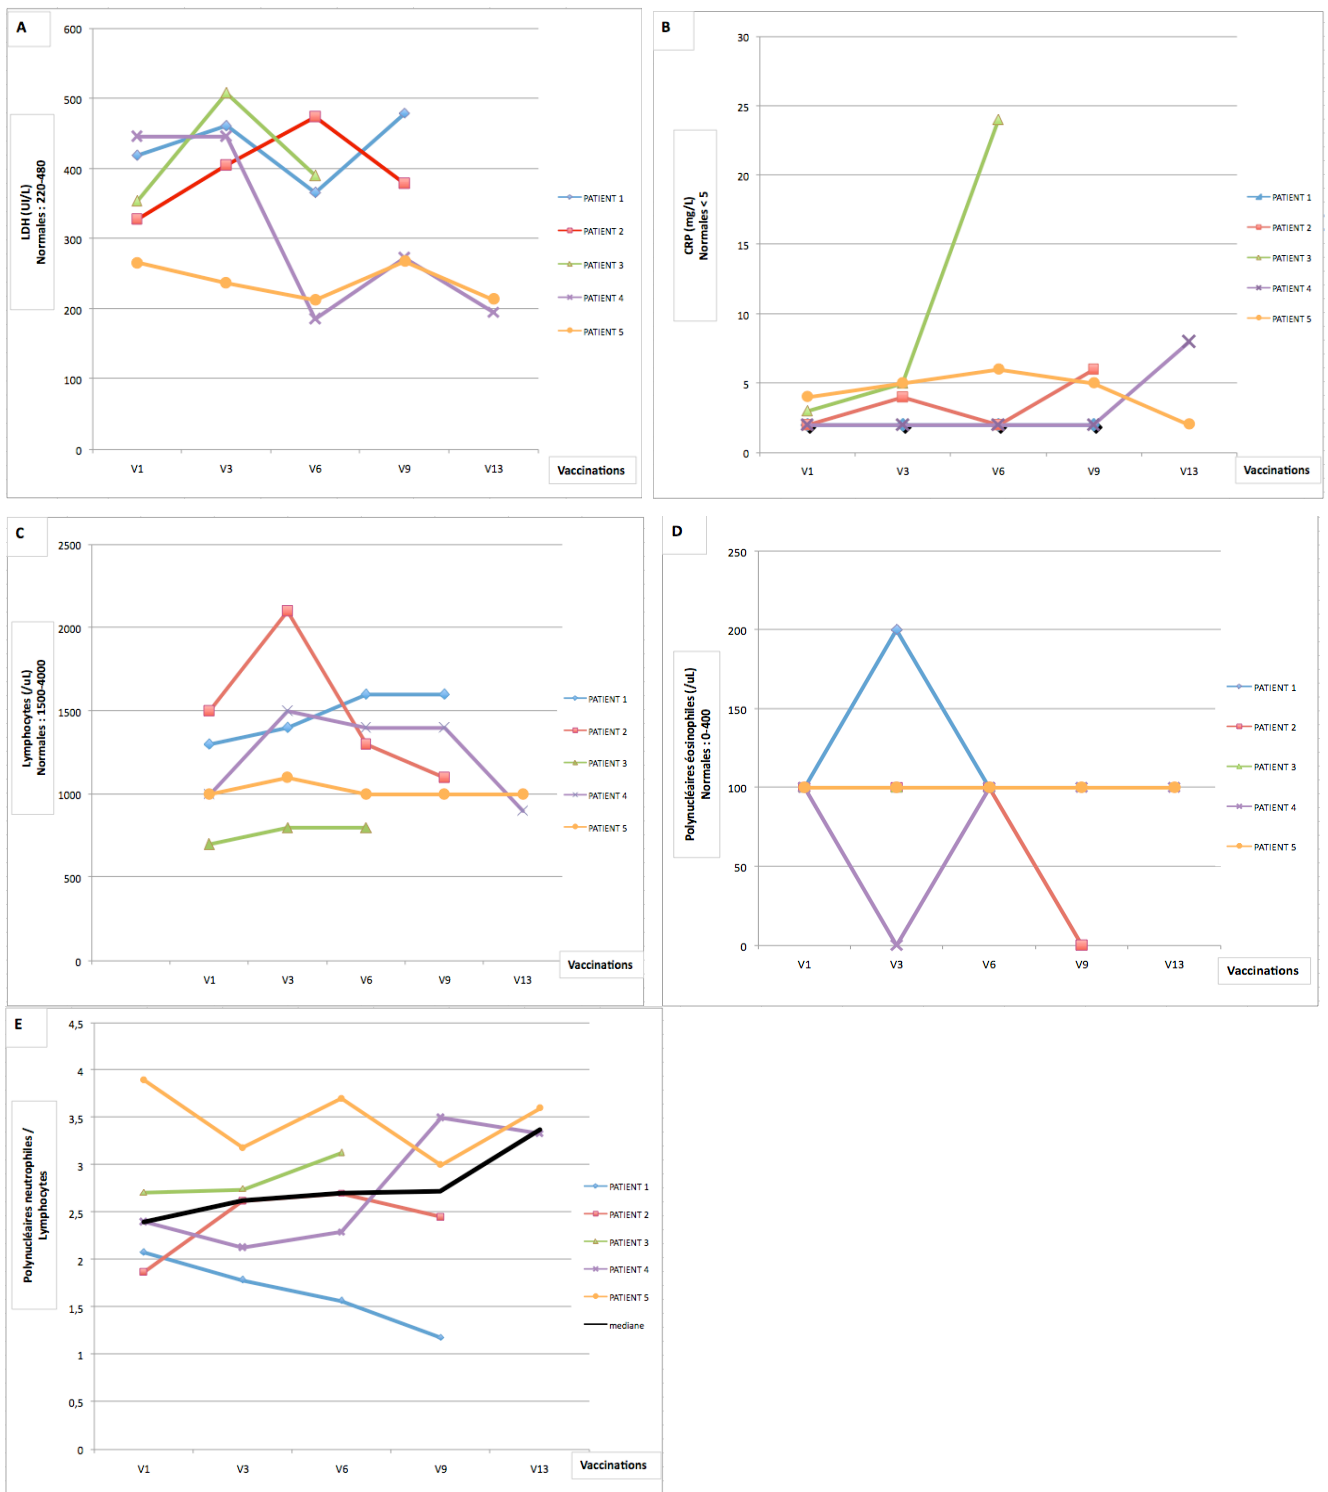 A
600
500
400
300
200
100
0
LDH (UI/L)
Normales : 220-480
V1
V3
V6
V9
V13
Vaccinations
PATIENT 1
PATIENT 2
PATIENT 3
PATIENT 4
PATIENT 5
B
30
25
20
15
10
5
0
CRP (mg/L)
Normales < 5
V1
V3
V6
V9
V13
Vaccinations
PATIENT 1
PATIENT 2
PATIENT 3
PATIENT 4
PATIENT 5
C
2500
2000
1500
1000
500
0
Lymphocytes (/uL)
Normales : 1500-4000
V1
V3
V6
V9
V13
Vaccinations
PATIENT 1
PATIENT 2
PATIENT 3
PATIENT 4
PATIENT 5
D
250
200
150
100
50
0
Polynucléaires éosinophiles (/uL)
Normales : 0-400
V1
V3
V6
V9
V13
Vaccinations
PATIENT 1
PATIENT 2
PATIENT 3
PATIENT 4
PATIENT 5
E
4,5
4
3,5
3
2,5
2
1,5
1
0,5
0
Polynucléaires neutrophiles /
Lymphocytes
V1
V3
V6
V9
V13
Vaccinations
PATIENT 1
PATIENT 2
PATIENT 3
PATIENT 4
PATIENT 5
mediane